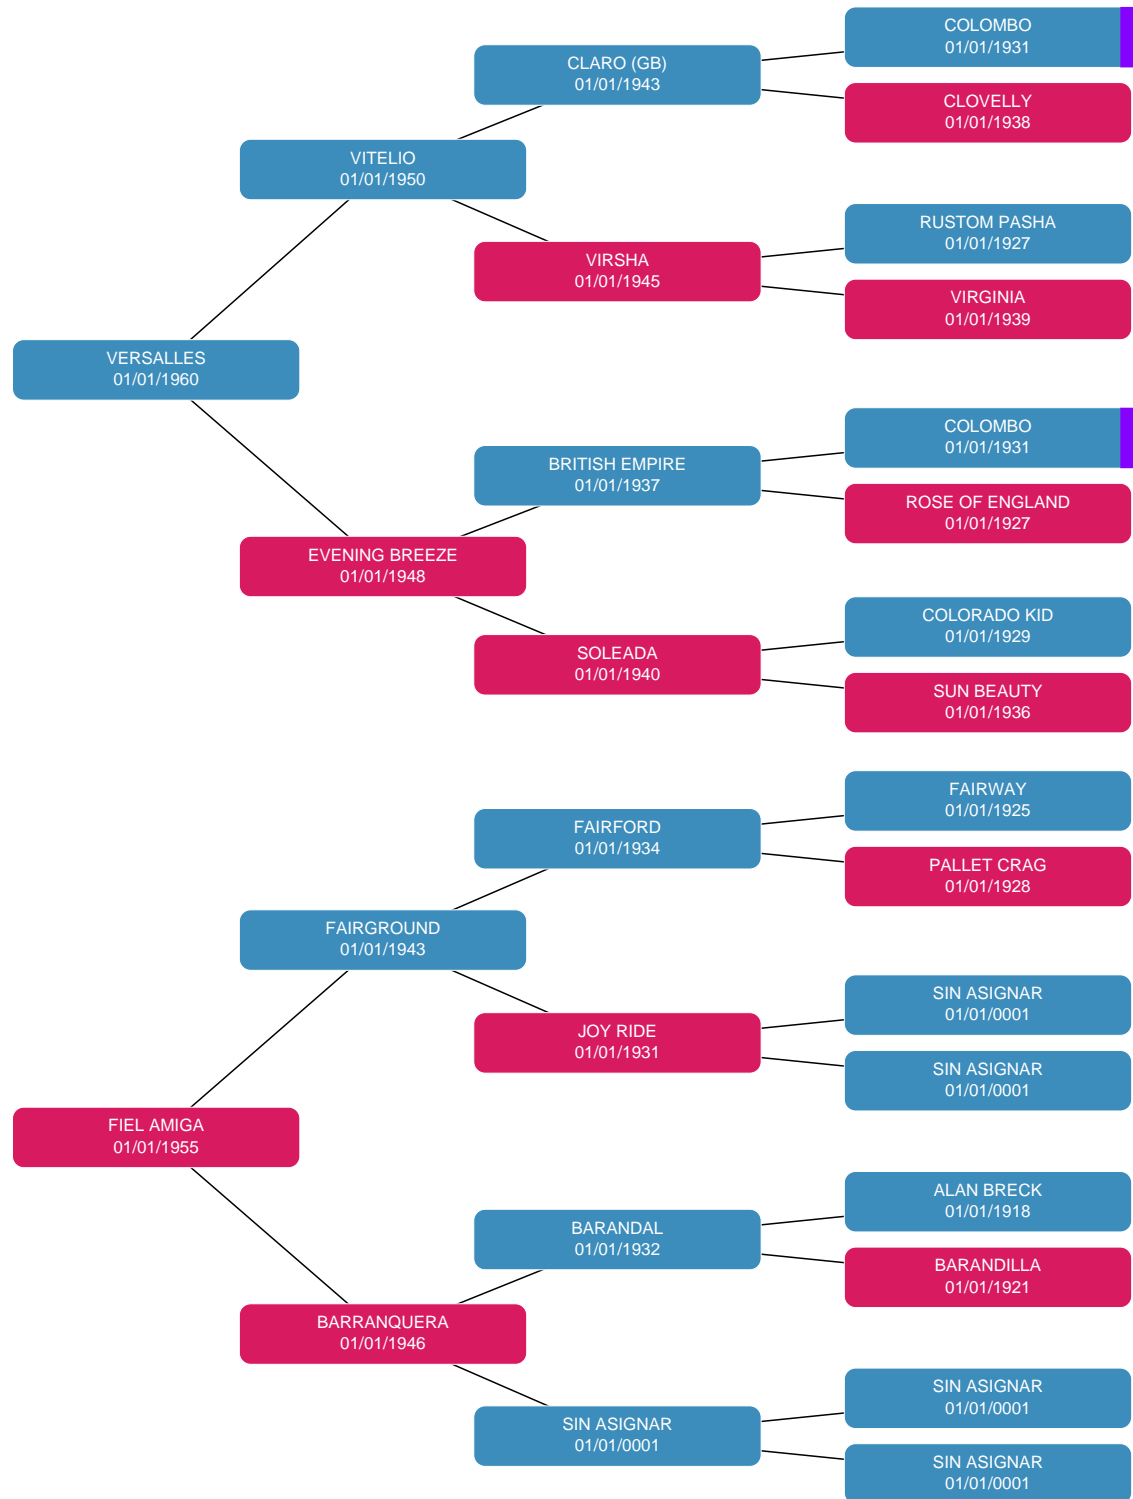 COLOMBO
01/01/1931
CLARO (GB)
01/01/1943
CLOVELLY
01/01/1938
VITELIO
01/01/1950
RUSTOM PASHA
01/01/1927
VIRSHA
01/01/1945
VIRGINIA
01/01/1939
VERSALLES
01/01/1960
COLOMBO
01/01/1931
BRITISH EMPIRE
01/01/1937
ROSE OF ENGLAND
01/01/1927
EVENING BREEZE
01/01/1948
COLORADO KID
01/01/1929
SOLEADA
01/01/1940
SUN BEAUTY
01/01/1936
FAIRWAY
01/01/1925
FAIRFORD
01/01/1934
PALLET CRAG
01/01/1928
FAIRGROUND
01/01/1943
SIN ASIGNAR
01/01/0001
JOY RIDE
01/01/1931
SIN ASIGNAR
01/01/0001
FIEL AMIGA
01/01/1955
ALAN BRECK
01/01/1918
BARANDAL
01/01/1932
BARANDILLA
01/01/1921
BARRANQUERA
01/01/1946
SIN ASIGNAR
01/01/0001
SIN ASIGNAR
01/01/0001
SIN ASIGNAR
01/01/0001